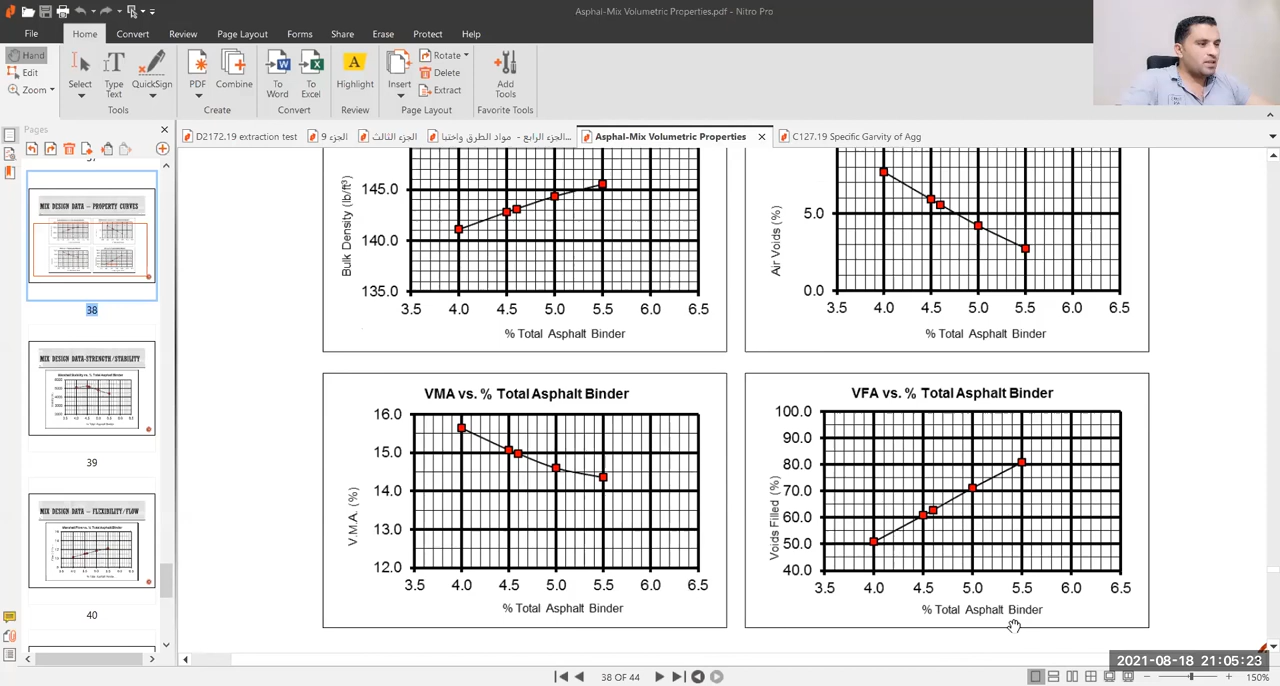 Asphal-Mix Volumetric Properties.pdf - Nitro Pro
File Home Convert Review Page Layout Forms Share Erase Protect Help
Hand
Edit
Zoom
Select
Type Text
QuickSign
PDF
Combine
To Word
To Excel
Highlight
Insert
Rotate
Delete
Extract
Add Tools
Tools Create Convert Review Page Layout Favorite Tools
Pages
D2172.19 extraction test
الجزء 9
الجزء الثالث
الجزء الرابع - مواد الطرق واختبا...
Asphal-Mix Volumetric Properties
C127.19 Specific Garvity of Agg
37
MIX DESIGN DATA – PROPERTY CURVES
38
MIX DESIGN DATA-STRENGTH/STABILITY
39
MIX DESIGN DATA – FLEXIBILITY/FLOW
40
Bulk Density (lb/ft³)
145.0
140.0
135.0
3.5 4.0 4.5 5.0 5.5 6.0 6.5
% Total Asphalt Binder
Air Voids (%)
5.0
0.0
3.5 4.0 4.5 5.0 5.5 6.0 6.5
% Total Asphalt Binder
VMA vs. % Total Asphalt Binder
V.M.A. (%)
16.0
15.0
14.0
13.0
12.0
3.5 4.0 4.5 5.0 5.5 6.0 6.5
% Total Asphalt Binder
VFA vs. % Total Asphalt Binder
Voids Filled (%)
100.0
90.0
80.0
70.0
60.0
50.0
40.0
3.5 4.0 4.5 5.0 5.5 6.0 6.5
% Total Asphalt Binder
38 OF 44
2021-08-18 21:05:23
150%